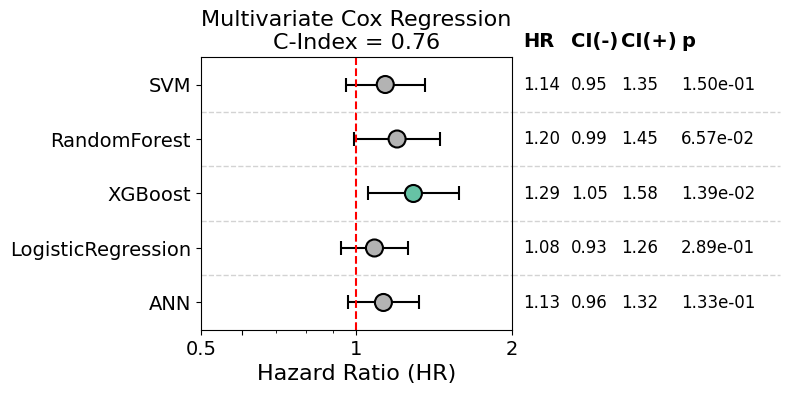 Multivariate Cox Regression
C-Index = 0.76
HR CI(-) CI(+) p
SVM 1.14 0.95 1.35 1.50e-01
RandomForest 1.20 0.99 1.45 6.57e-02
XGBoost 1.29 1.05 1.58 1.39e-02
LogisticRegression 1.08 0.93 1.26 2.89e-01
ANN 1.13 0.96 1.32 1.33e-01
0.5 1 2
Hazard Ratio (HR)